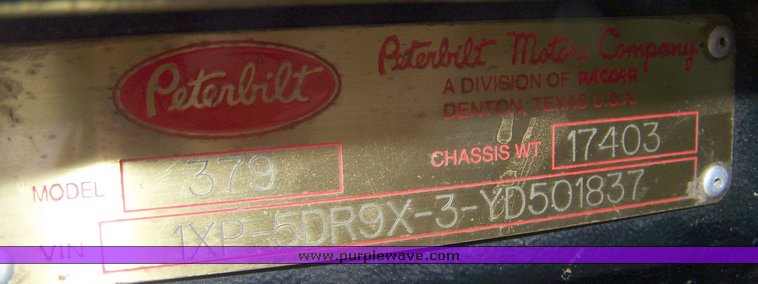 Peterbilt
Peterbilt Motors Company
A DIVISION OF PACCAR
DENTON, TEXAS U.S.A.
MODEL 379
CHASSIS WT 17403
VIN 1XP-5DR9X-3-YD501837
www.purplewave.com